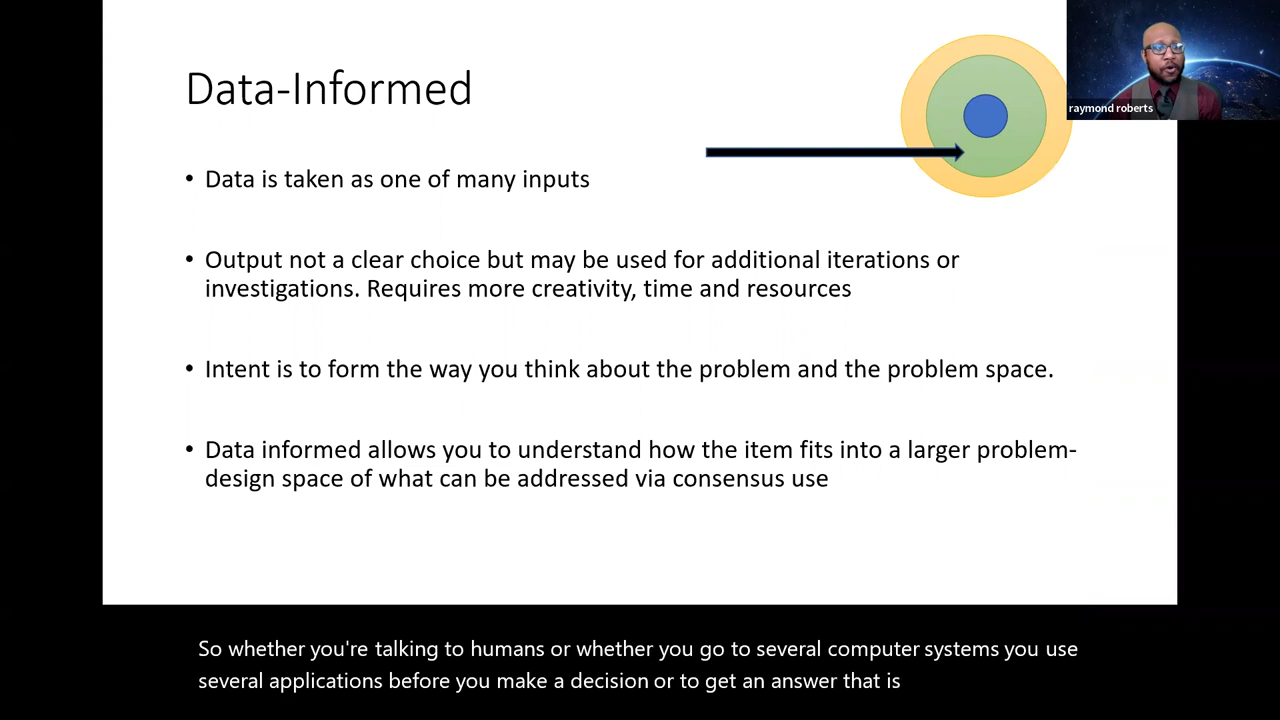 Data-Informed
raymond roberts
• Data is taken as one of many inputs
• Output not a clear choice but may be used for additional iterations or
investigations. Requires more creativity, time and resources
• Intent is to form the way you think about the problem and the problem space.
• Data informed allows you to understand how the item fits into a larger problem-
design space of what can be addressed via consensus use
So whether you're talking to humans or whether you go to several computer systems you use
several applications before you make a decision or to get an answer that is